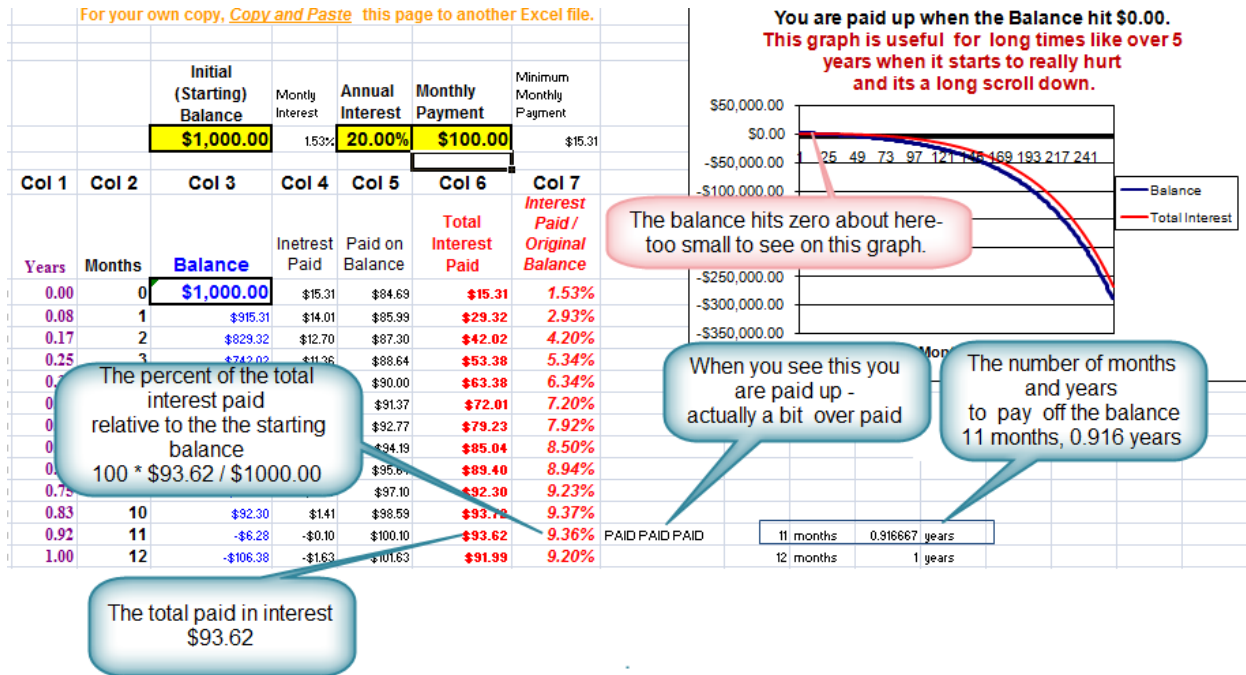 For your own copy, Copy and Paste this page to another Excel file.
You are paid up when the Balance hit $0.00.
This graph is useful for long times like over 5
years when it starts to really hurt
and its a long scroll down.
Initial
(Starting)
Balance
Montly
Interest
Annual
Interest
Monthly
Payment
Minimum
Monthly
Payment
$1,000.00 1.53% 20.00% $100.00 $15.31
Col 1 Col 2 Col 3 Col 4 Col 5 Col 6 Col 7
Years
Months
Balance
Inetrest
Paid
Paid on
Balance
Total
Interest
Paid
Interest
Paid /
Original
Balance
0.00 0 $1,000.00 $15.31 $84.69 $15.31 1.53%
0.08 1 $915.31 $14.01 $85.99 $29.32 2.93%
0.17 2 $829.32 $12.70 $87.30 $42.02 4.20%
0.25 3 $742.02 $11.36 $88.64 $53.38 5.34%
$90.00 $63.38 6.34%
$91.37 $72.01 7.20%
$92.77 $79.23 7.92%
$94.19 $85.04 8.50%
$89.40 8.94%
0.75 $97.10 $92.30 9.23%
0.83 10 $92.30 $1.41 $98.59 9.37%
0.92 11 -$6.28 -$0.10 $100.10 $93.62 9.36% PAID PAID PAID 11 months 0.916667 years
1.00 12 -$106.38 -$1.63 $101.63 $91.99 9.20% 12 months 1 years
The percent of the total
interest paid
relative to the the starting
balance
100 * $93.62 / $1000.00
The total paid in interest
$93.62
$50,000.00
$0.00
-$50,000.00
-$100,000.00
-$250,000.00
-$300,000.00
-$350,000.00
1 25 49 73 97 121 145 169 193 217 241
Balance
Total Interest
The balance hits zero about here-
too small to see on this graph.
When you see this you
are paid up -
actually a bit over paid
The number of months
and years
to pay off the balance
11 months, 0.916 years